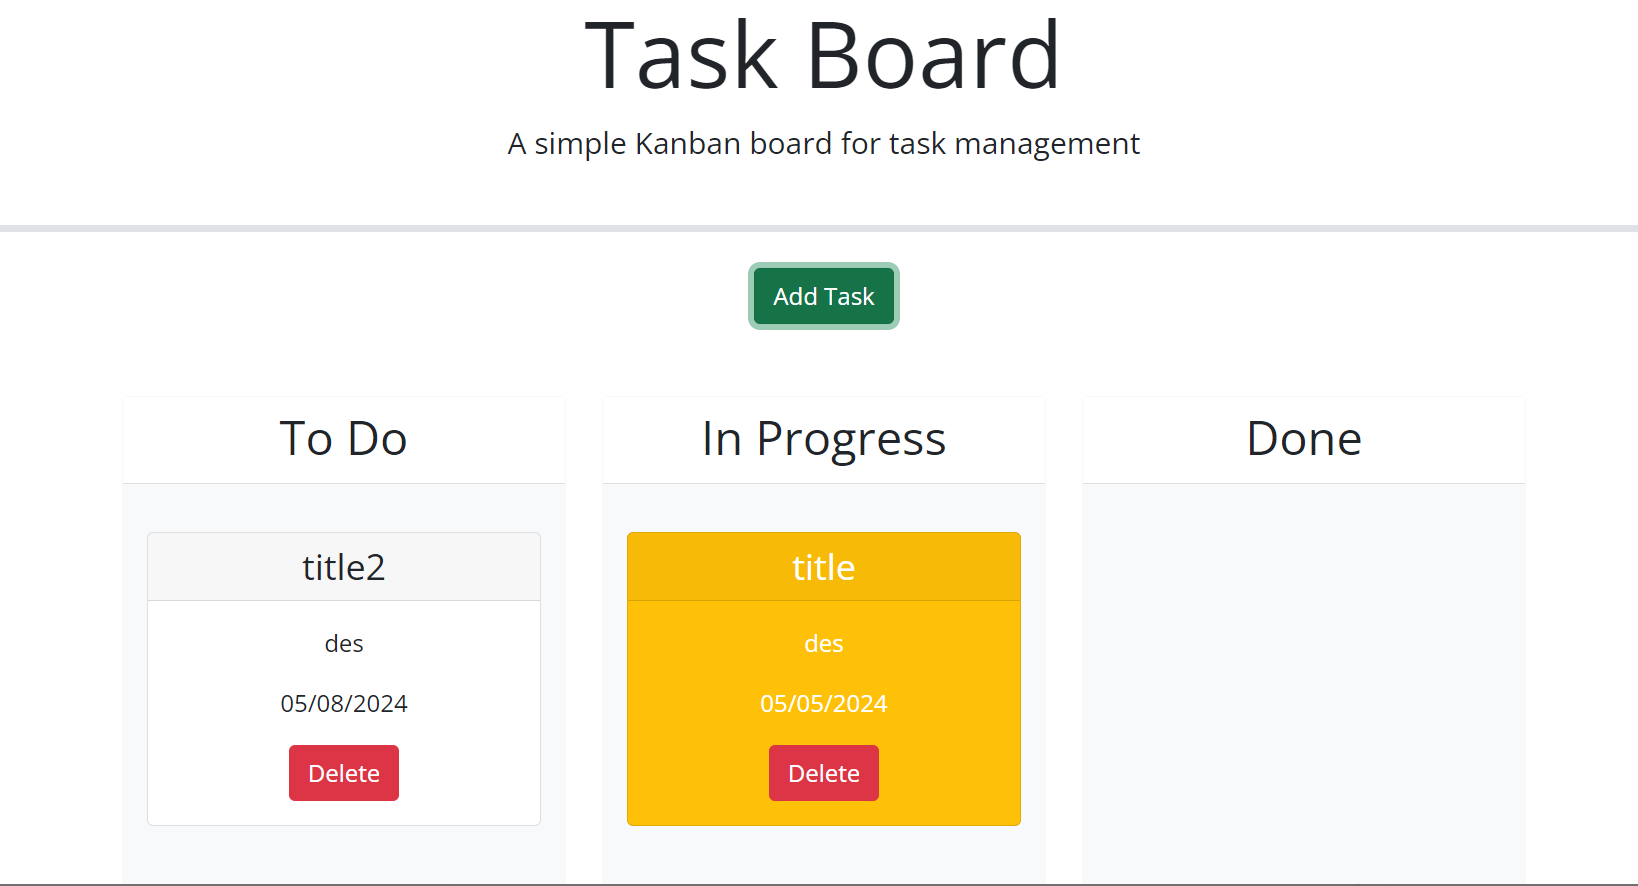 Task Board
A simple Kanban board for task management
Add Task
To Do
title2
des
05/08/2024
Delete
In Progress
title
des
05/05/2024
Delete
Done